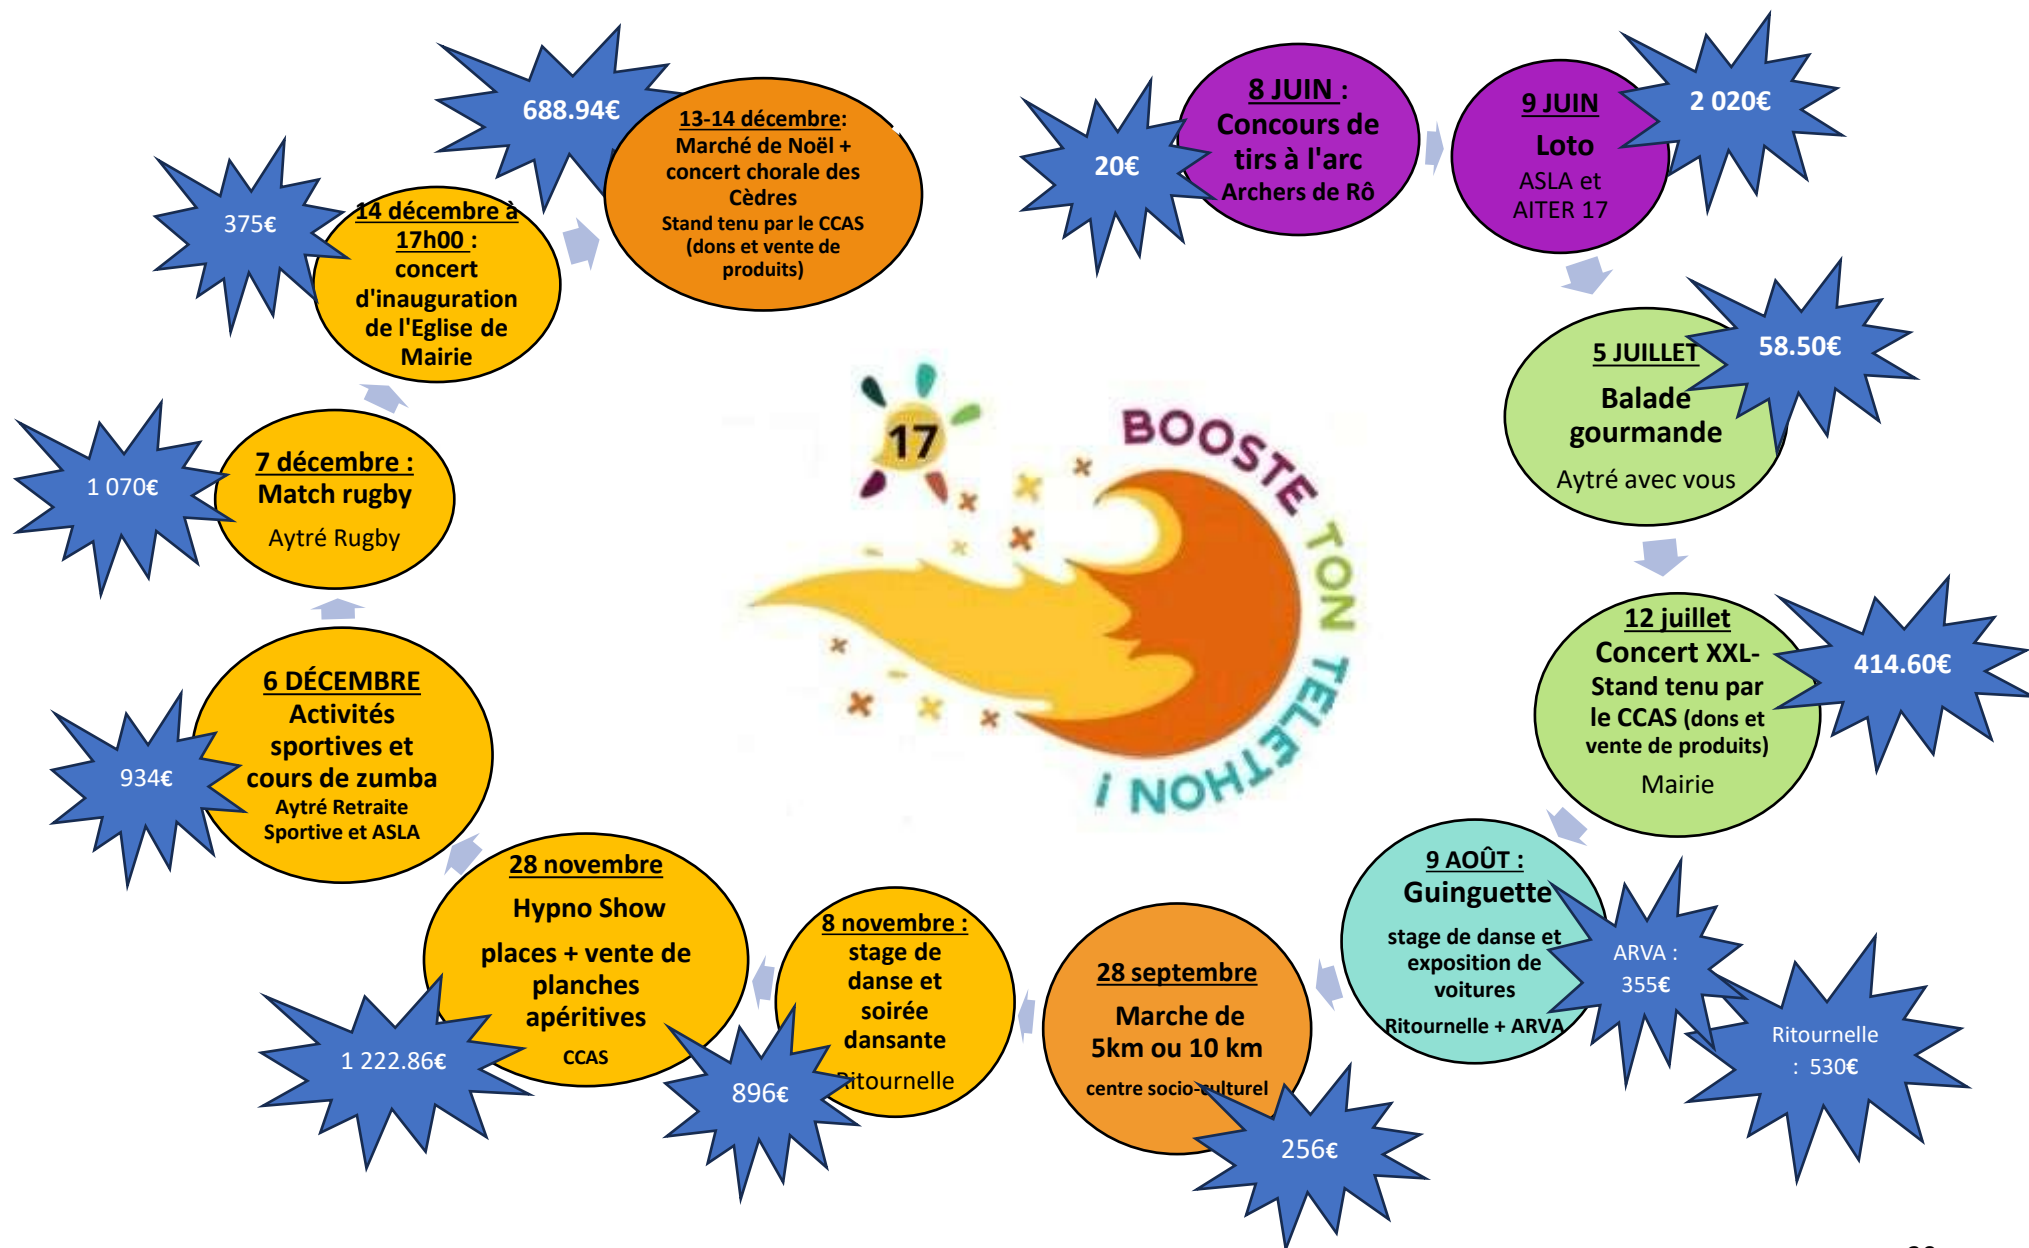 8 JUIN :
Concours de
tirs à l'arc
Archers de Rô
20€
9 JUIN
Loto
ASLA et
AITER 17
2 020€
5 JUILLET
Balade
gourmande
Aytré avec vous
58.50€
12 juillet
Concert XXL-
Stand tenu par
le CCAS (dons et
vente de produits)
Mairie
414.60€
9 AOÛT :
Guinguette
stage de danse et
exposition de
voitures
Ritournelle + ARVA
ARVA :
355€
Ritournelle
: 530€
28 septembre
Marche de
5km ou 10 km
centre socio-culturel
256€
8 novembre :
stage de
danse et
soirée
dansante
Ritournelle
896€
28 novembre
Hypno Show
places + vente de
planches
apéritives
CCAS
1 222.86€
6 DÉCEMBRE
Activités
sportives et
cours de zumba
Aytré Retraite
Sportive et ASLA
934€
7 décembre :
Match rugby
Aytré Rugby
1 070€
14 décembre à
17h00 :
concert
d'inauguration
de l'Eglise de
Mairie
375€
13-14 décembre:
Marché de Noël +
concert chorale des
Cèdres
Stand tenu par le CCAS
(dons et vente de
produits)
688.94€
17
BOOSTE TON TELÉTHON !